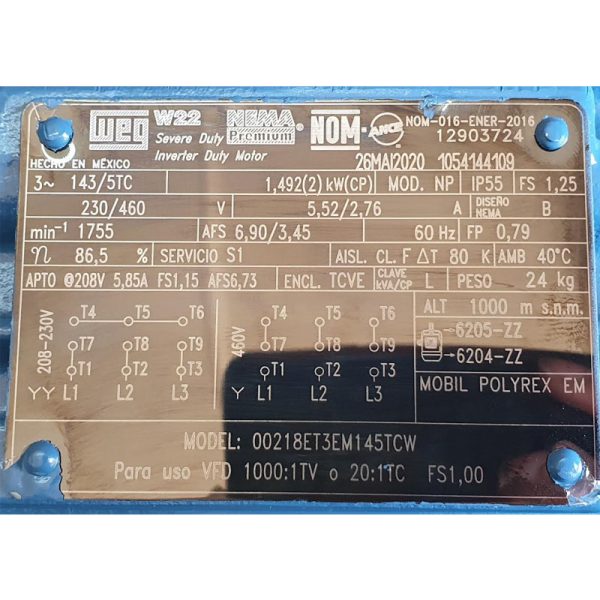 WEG W22 NEMA Premium® NOM ANCE NOM-016-ENER-2016
Severe Duty 12903724
Inverter Duty Motor
HECHO EN MÉXICO 26MAI2020 1054144109
3~ 143/5TC 1,492(2) kW(CP) MOD. NP IP55 FS 1,25
230/460 V 5,52/2,76 A DISEÑO NEMA B
min⁻¹ 1755 AFS 6,90/3,45 60 Hz FP 0,79
η 86,5 % SERVICIO S1 AISL. CL. F ΔT 80 K AMB 40°C
APTO @208V 5,85A FS1,15 AFS6,73 ENCL. TCVE CLAVE kVA/CP L PESO 24 kg
208-230V T4 T5 T6 460V T4 T5 T6 ALT 1000 m s.n.m.
T7 T8 T9 T7 T8 T9 6205-ZZ
T1 T2 T3 T1 T2 T3 6204-ZZ
YY L1 L2 L3 Y L1 L2 L3 MOBIL POLYREX EM
MODEL: 00218ET3EM145TCW
Para uso VFD 1000:1TV o 20:1TC FS1,00